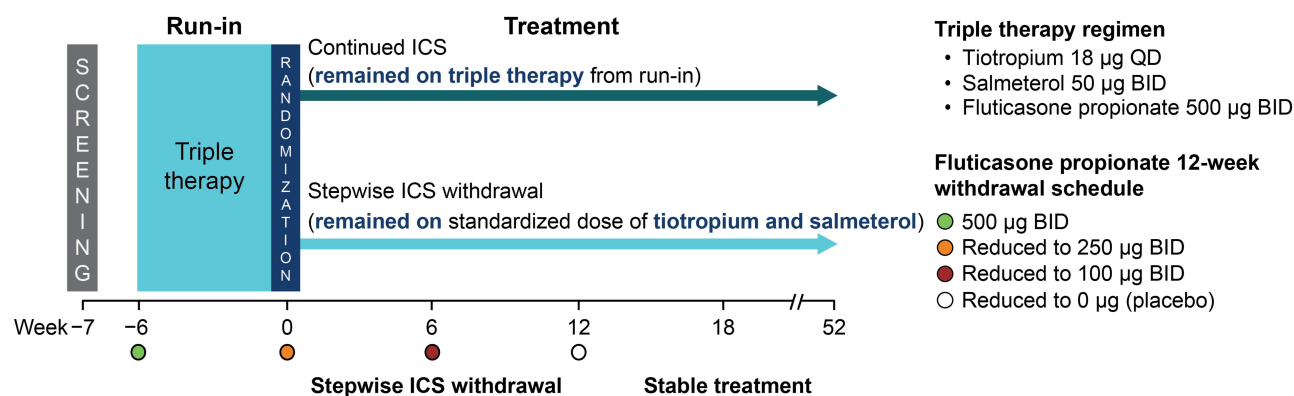 Run-in
Treatment
SCREENING
Triple
therapy
RANDOMIZATION
Continued ICS
(remained on triple therapy from run-in)
Stepwise ICS withdrawal
(remained on standardized dose of tiotropium and salmeterol)
Week −7 −6 0 6 12 18 52
Stepwise ICS withdrawal
Stable treatment
Triple therapy regimen
• Tiotropium 18 µg QD
• Salmeterol 50 µg BID
• Fluticasone propionate 500 µg BID
Fluticasone propionate 12-week
withdrawal schedule
500 µg BID
Reduced to 250 µg BID
Reduced to 100 µg BID
Reduced to 0 µg (placebo)